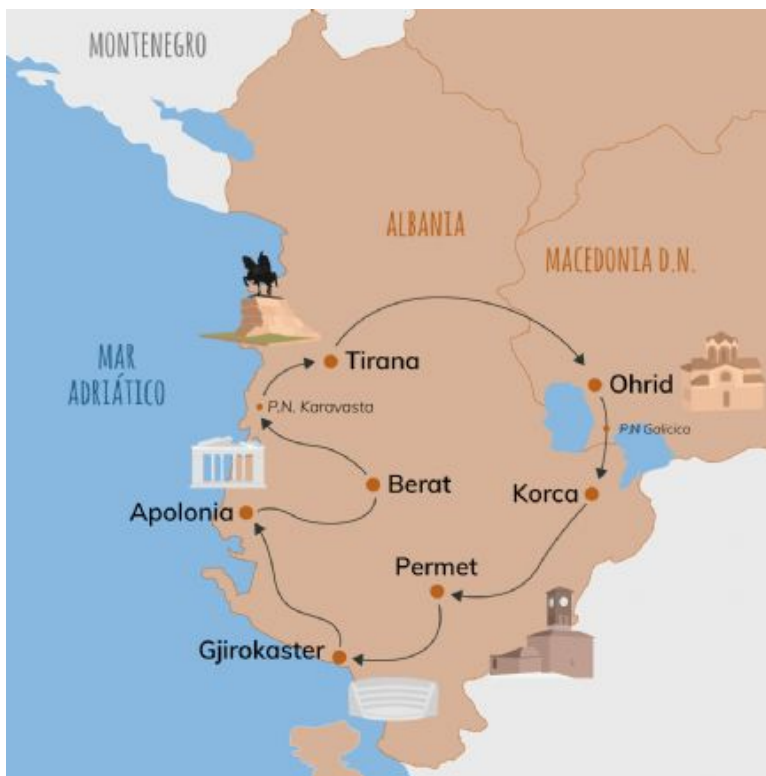 MONTENEGRO
ALBANIA
MACEDONIA D.N.
MAR
ADRIÁTICO
Tirana
Ohrid
P.N. Karavasta
P.N Galicica
Berat
Korca
Apolonia
Permet
Gjirokaster